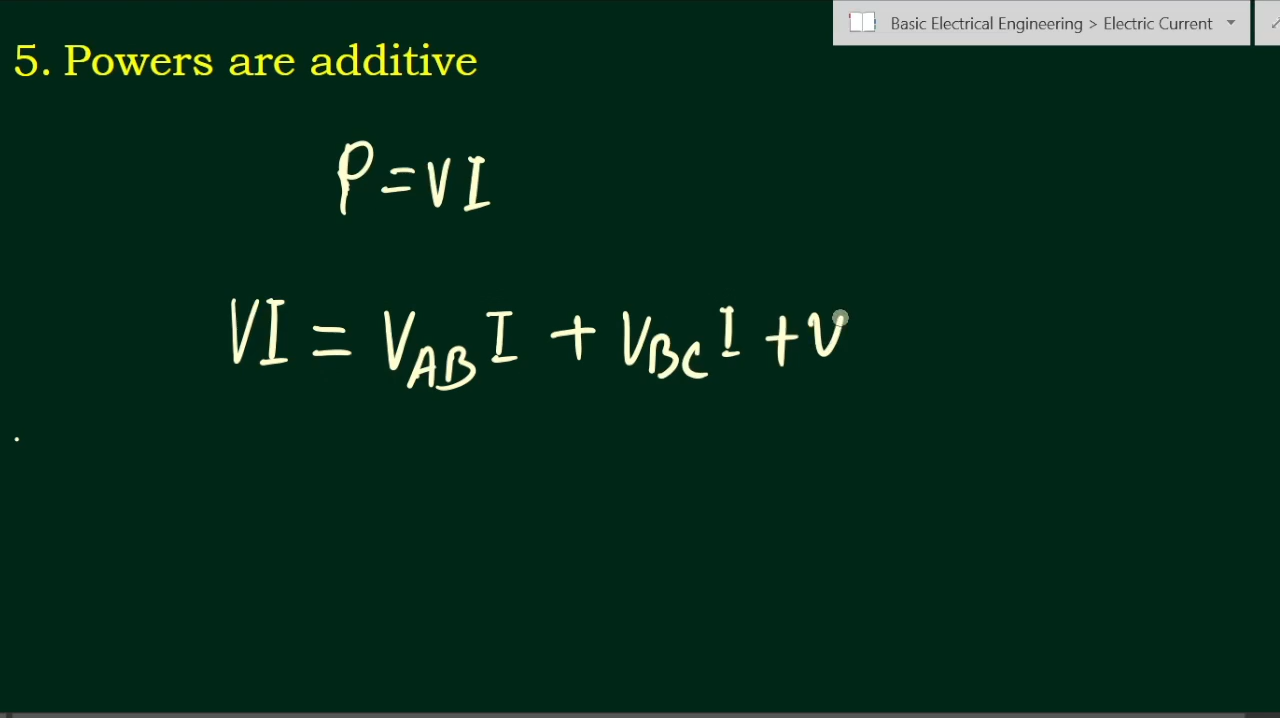 Basic Electrical Engineering > Electric Current
5. Powers are additive
P = VI
VI = V_AB I + V_BC I + V